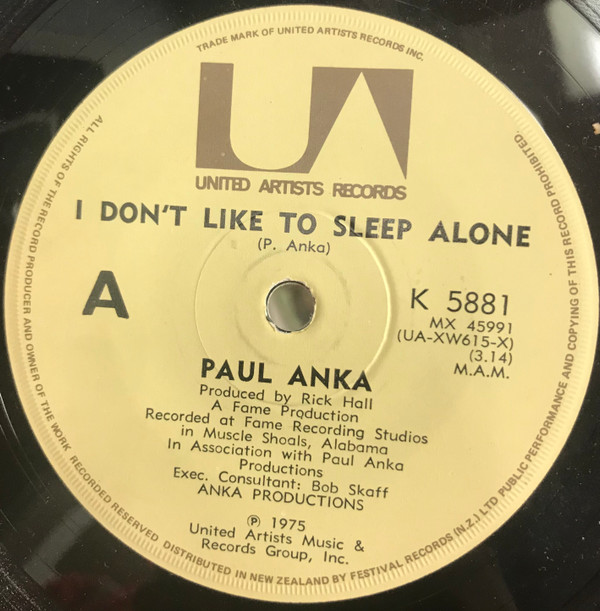 TRADE MARK OF UNITED ARTISTS RECORDS INC.
UA
UNITED ARTISTS RECORDS
I DON'T LIKE TO SLEEP ALONE
(P. Anka)
A
K 5881
MX 45991
(UA-XW615-X)
(3.14)
M.A.M.
PAUL ANKA
Produced by Rick Hall
A Fame Production
Recorded at Fame Recording Studios
in Muscle Shoals, Alabama
In Association with Paul Anka
Productions
Exec. Consultant: Bob Skaff
ANKA PRODUCTIONS
℗ 1975
United Artists Music &
Records Group, Inc.
ALL RIGHTS OF THE RECORD PRODUCER AND OWNER OF THE WORK RECORDED RESERVED DISTRIBUTED IN NEW ZEALAND BY FESTIVAL RECORDS (N.Z.) LTD PUBLIC PERFORMANCE AND COPYING OF THIS RECORD PROHIBITED.